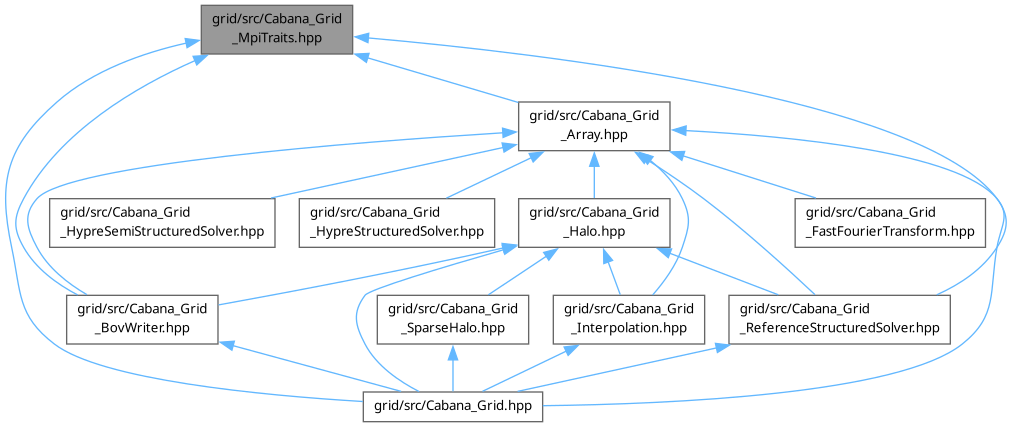 grid/src/Cabana_Grid
_MpiTraits.hpp
grid/src/Cabana_Grid
_Array.hpp
grid/src/Cabana_Grid
_HypreSemiStructuredSolver.hpp
grid/src/Cabana_Grid
_HypreStructuredSolver.hpp
grid/src/Cabana_Grid
_Halo.hpp
grid/src/Cabana_Grid
_FastFourierTransform.hpp
grid/src/Cabana_Grid
_BovWriter.hpp
grid/src/Cabana_Grid
_SparseHalo.hpp
grid/src/Cabana_Grid
_Interpolation.hpp
grid/src/Cabana_Grid
_ReferenceStructuredSolver.hpp
grid/src/Cabana_Grid.hpp